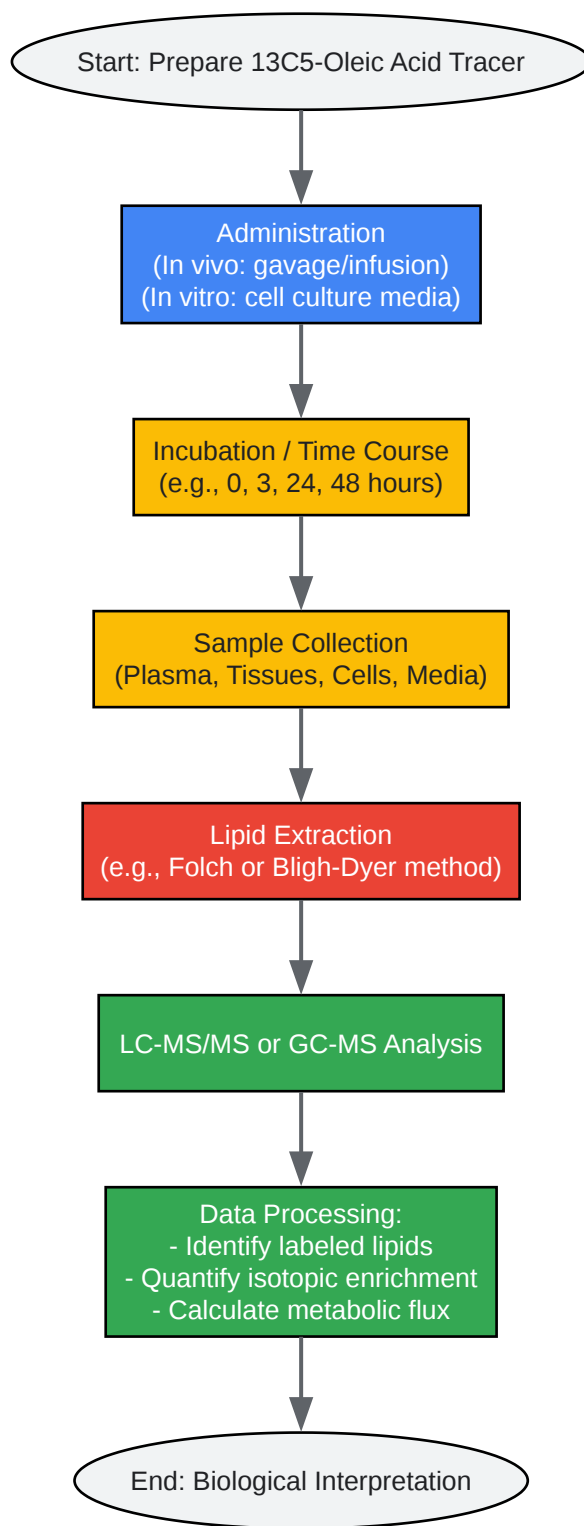 Start: Prepare 13C5-Oleic Acid Tracer
Administration
(In vivo: gavage/infusion)
(In vitro: cell culture media)
Incubation / Time Course
(e.g., 0, 3, 24, 48 hours)
Sample Collection
(Plasma, Tissues, Cells, Media)
Lipid Extraction
(e.g., Folch or Bligh-Dyer method)
LC-MS/MS or GC-MS Analysis
Data Processing:
- Identify labeled lipids
- Quantify isotopic enrichment
- Calculate metabolic flux
End: Biological Interpretation